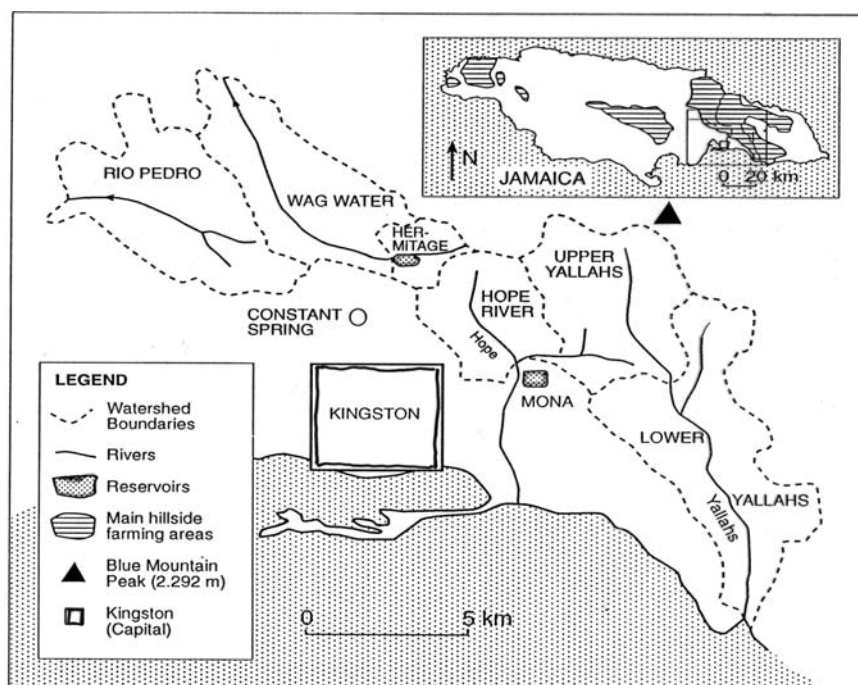 N
JAMAICA
0 20 km
RIO PEDRO
WAG WATER
HER-
MITAGE
UPPER
YALLAHS
HOPE
RIVER
Hope
CONSTANT
SPRING
KINGSTON
MONA
LOWER
YALLAHS
Yallahs
LEGEND
Watershed
Boundaries
Rivers
Reservoirs
Main hillside
farming areas
Blue Mountain
Peak (2.292 m)
Kingston
(Capital)
0 5 km